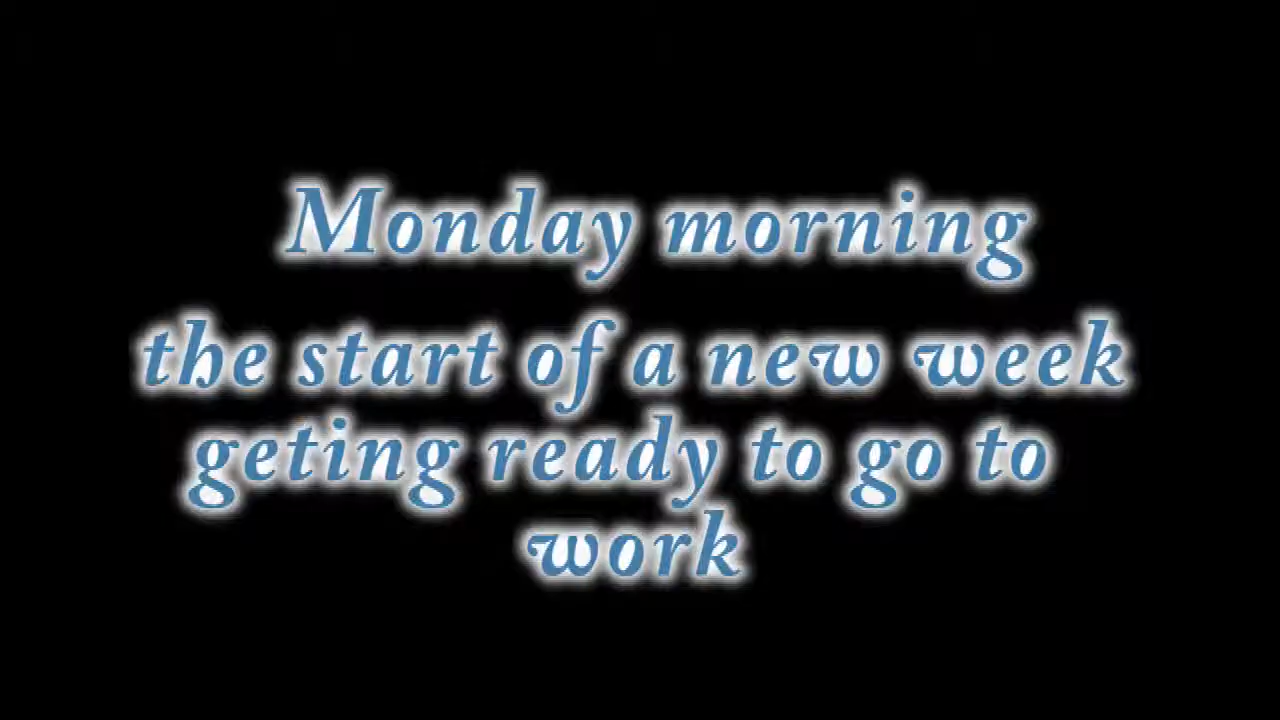 Monday morning
the start of a new week
geting ready to go to
work